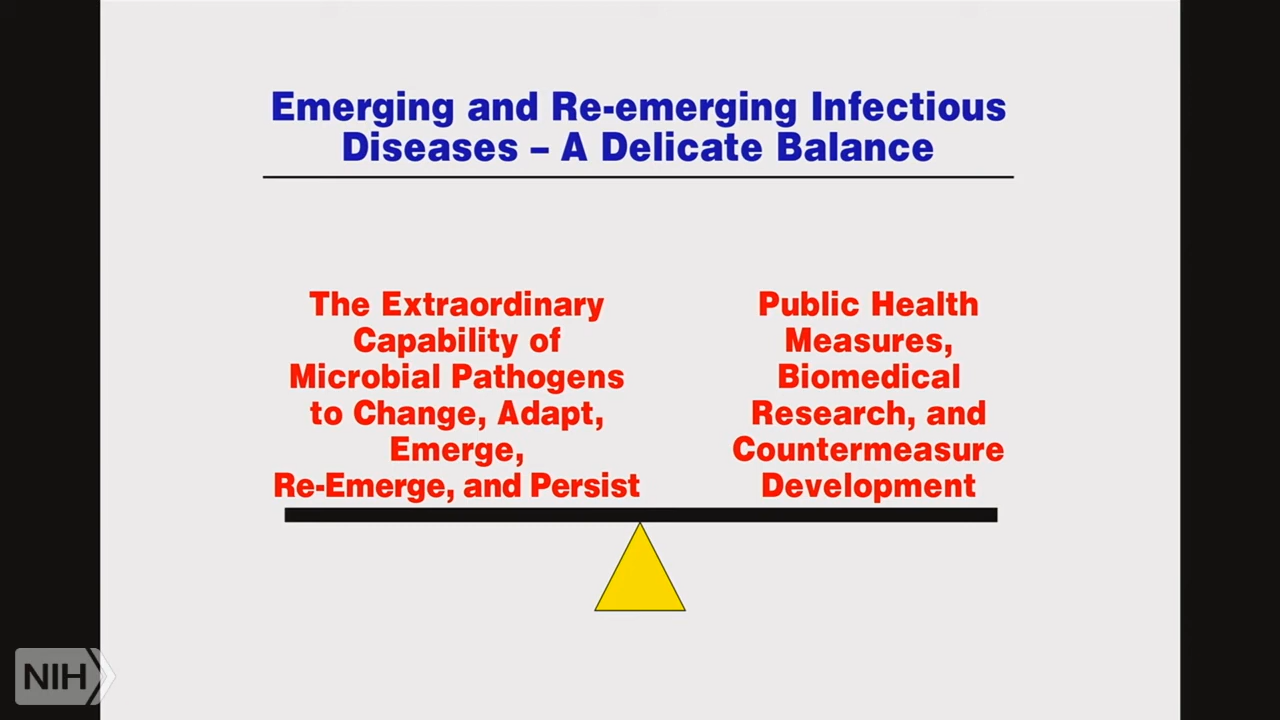 Emerging and Re-emerging Infectious
Diseases – A Delicate Balance
The Extraordinary
Capability of
Microbial Pathogens
to Change, Adapt,
Emerge,
Re-Emerge, and Persist
Public Health
Measures,
Biomedical
Research, and
Countermeasure
Development
NIH